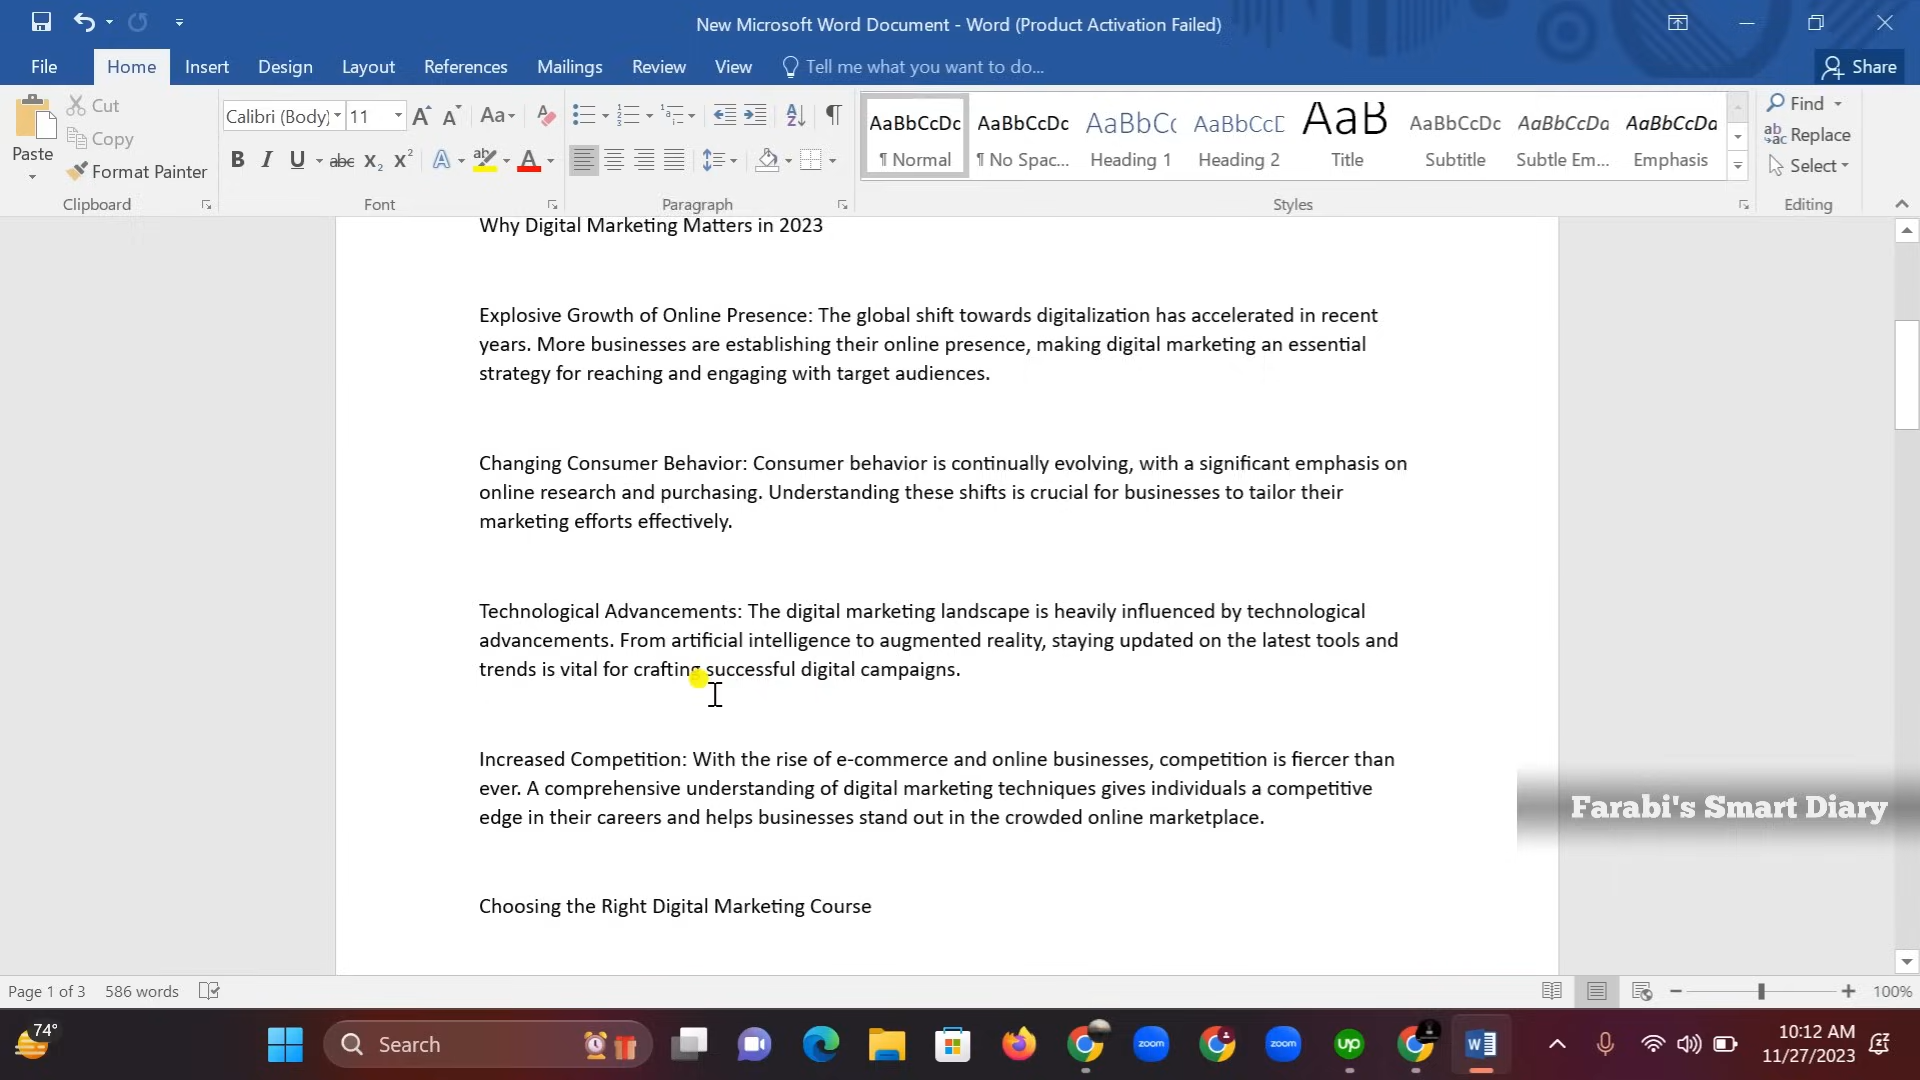 New Microsoft Word Document - Word (Product Activation Failed)
File Home Insert Design Layout References Mailings Review View Tell me what you want to do... Share
Cut
Copy
Paste
Format Painter
Clipboard
Calibri (Body) 11
Font
Paragraph
AaBbCcDc AaBbCcDc AaBbCc AaBbCcD AaB AaBbCcD AaBbCcDa AaBbCcDa
¶ Normal ¶ No Spac... Heading 1 Heading 2 Title Subtitle Subtle Em... Emphasis
Styles
Find
Replace
Select
Editing
Why Digital Marketing Matters in 2023
Explosive Growth of Online Presence: The global shift towards digitalization has accelerated in recent
years. More businesses are establishing their online presence, making digital marketing an essential
strategy for reaching and engaging with target audiences.
Changing Consumer Behavior: Consumer behavior is continually evolving, with a significant emphasis on
online research and purchasing. Understanding these shifts is crucial for businesses to tailor their
marketing efforts effectively.
Technological Advancements: The digital marketing landscape is heavily influenced by technological
advancements. From artificial intelligence to augmented reality, staying updated on the latest tools and
trends is vital for crafting successful digital campaigns.
Increased Competition: With the rise of e-commerce and online businesses, competition is fiercer than
ever. A comprehensive understanding of digital marketing techniques gives individuals a competitive
edge in their careers and helps businesses stand out in the crowded online marketplace.
Farabi's Smart Diary
Choosing the Right Digital Marketing Course
Page 1 of 3 586 words
100%
74°
Search
zoom
zoom
up
10:12 AM
11/27/2023